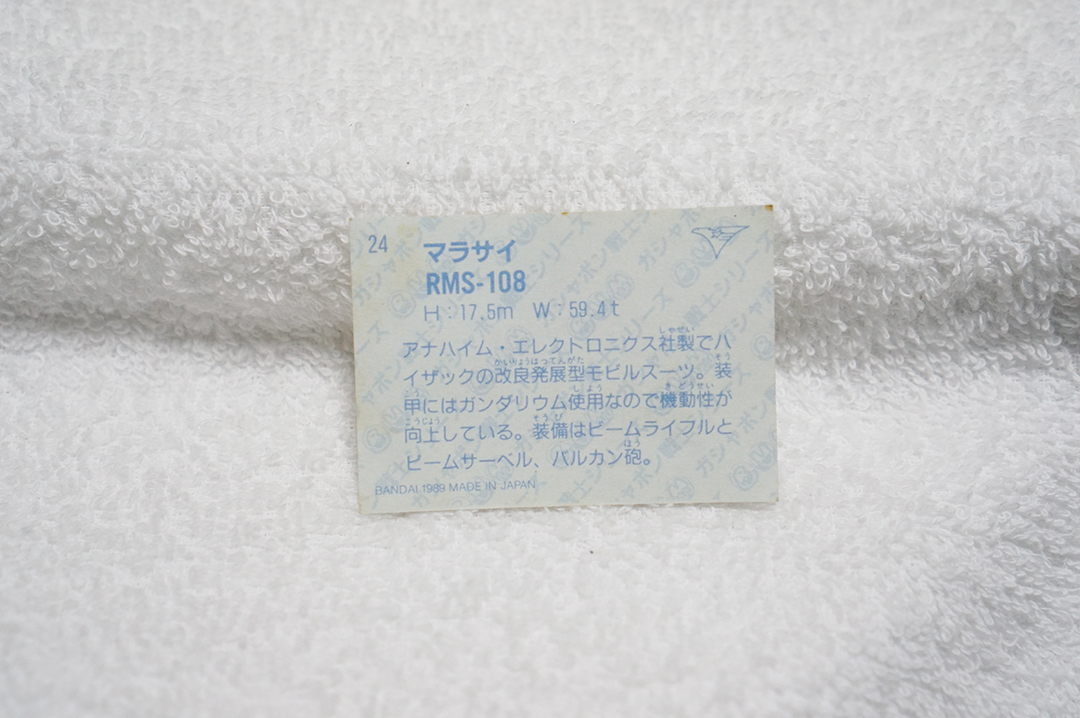 24
マラサイ
RMS-108
H:17.5m W:59.4t
アナハイム・エレクトロニクス社製でハ
イザックの改良発展型モビルスーツ。装
甲にはガンダリウム使用なので機動性が
向上している。装備はビームライフルと
ビームサーベル、バルカン砲。
BANDAI 1989 MADE IN JAPAN